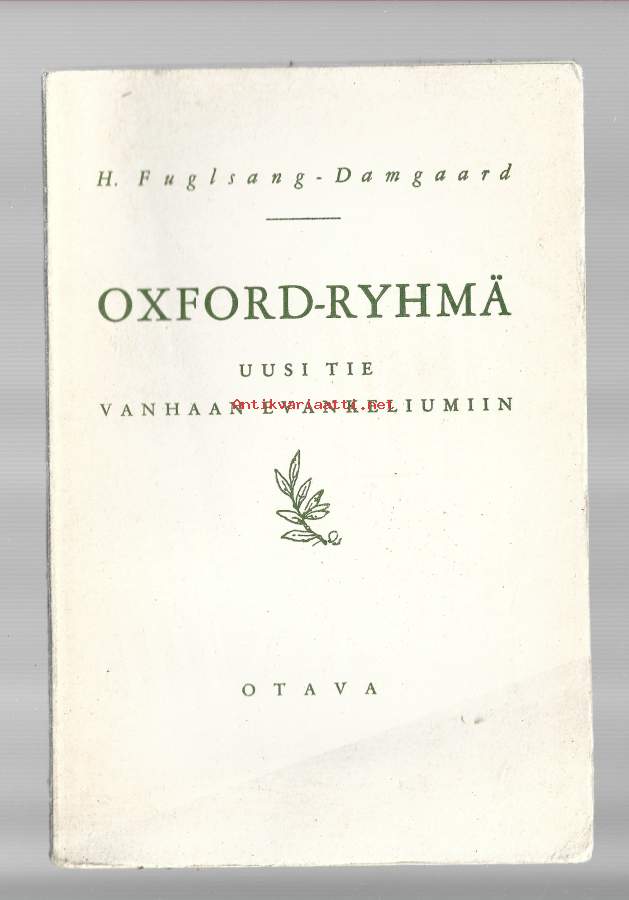 H. Fuglsang-Damgaard
OXFORD-RYHMÄ
UUSI TIE
VANHAAN EVANKELIUMIIN
Antikvariaatti.net
OTAVA